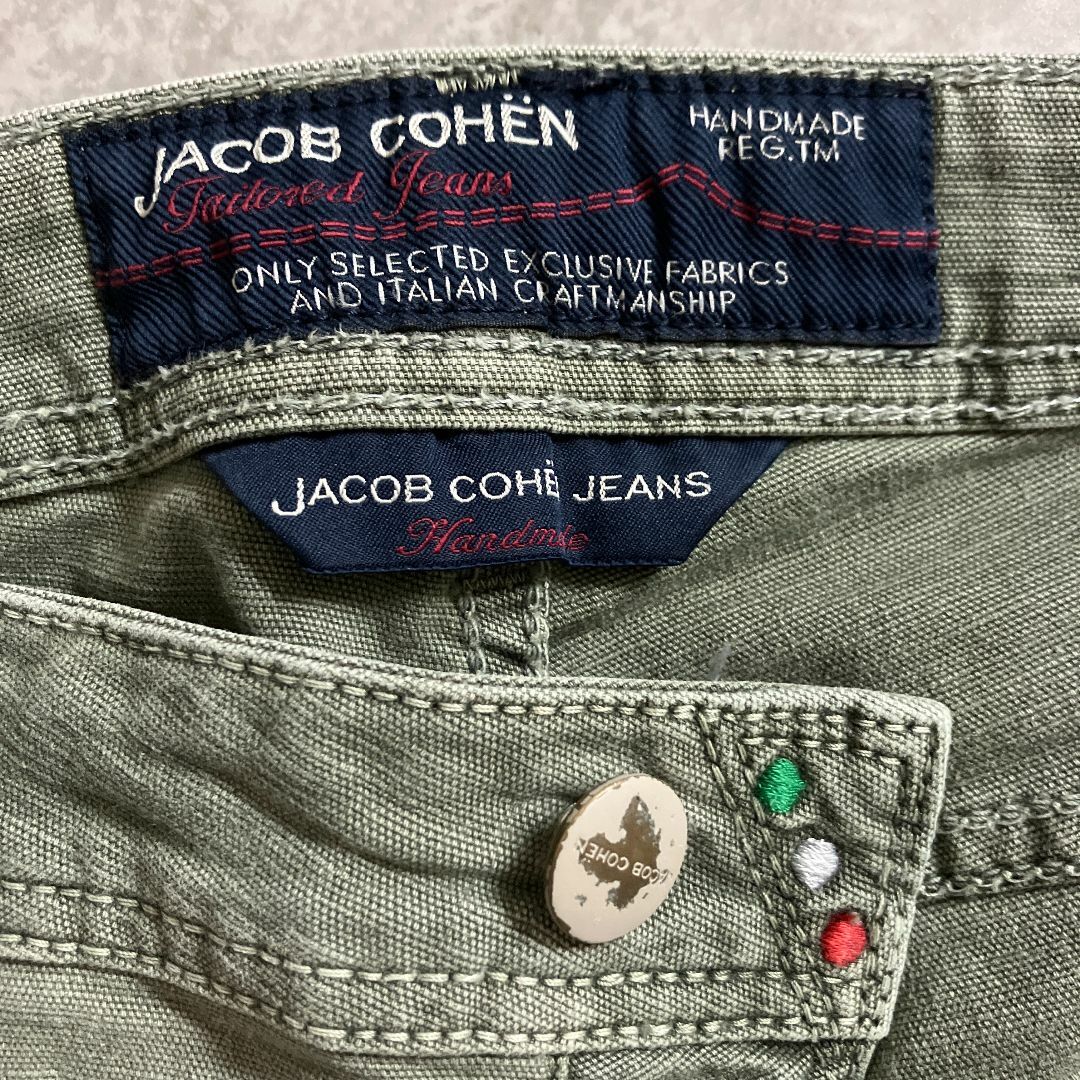 JACOB COHËN
Tailored Jeans
HANDMADE
REG.TM
ONLY SELECTED EXCLUSIVE FABRICS
AND ITALIAN CRAFTMANSHIP
JACOB COHË JEANS
Handmde
JACOB COHËN